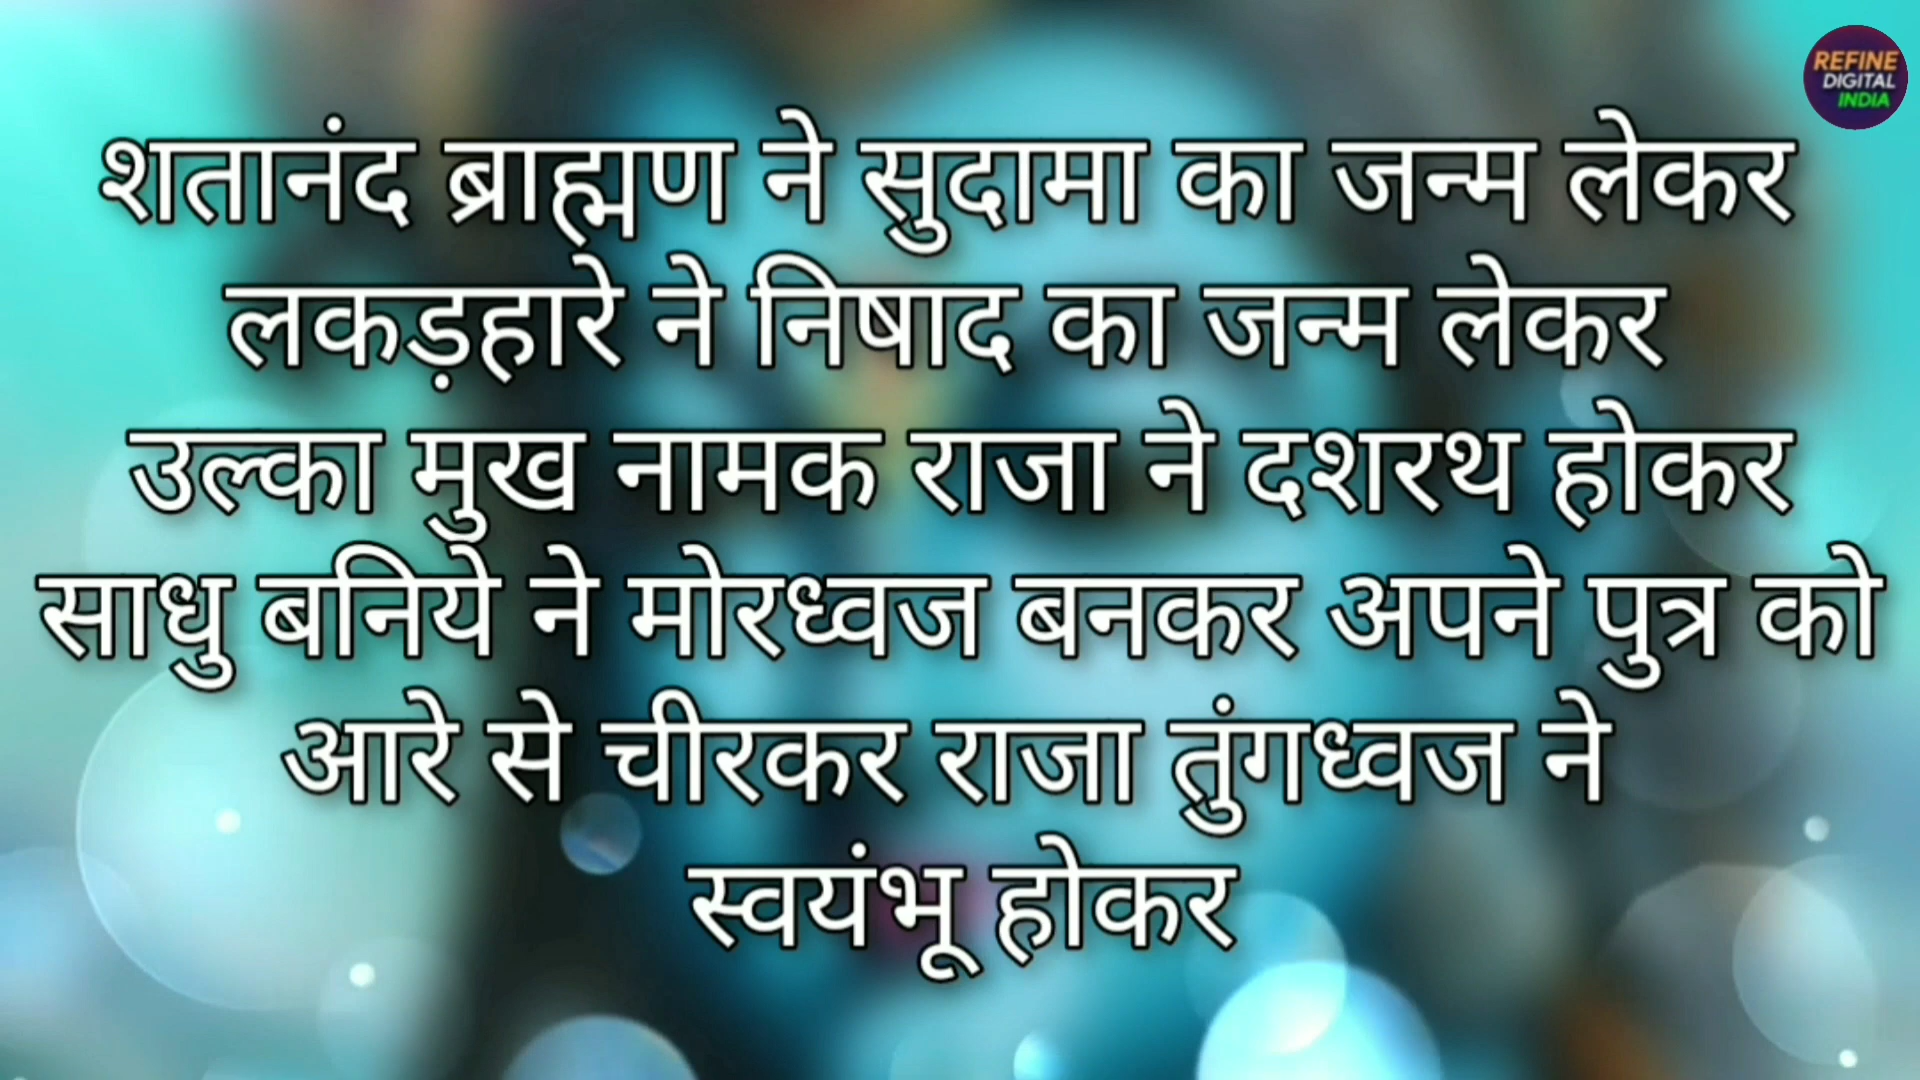 REFINE
DIGITAL
INDIA
शतानंद ब्राह्मण ने सुदामा का जन्म लेकर
लकड़हारे ने निषाद का जन्म लेकर
उल्का मुख नामक राजा ने दशरथ होकर
साधु बनिये ने मोरध्वज बनकर अपने पुत्र को
आरे से चीरकर राजा तुंगध्वज ने
स्वयंभू होकर